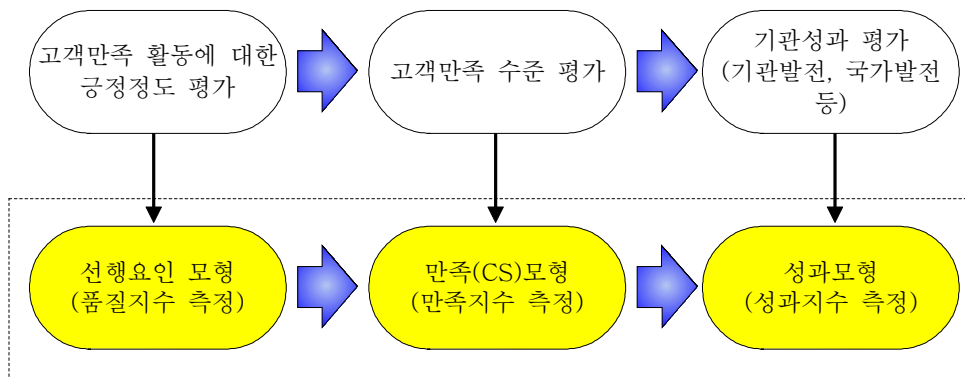 고객만족 활동에 대한
긍정정도 평가
고객만족 수준 평가
기관성과 평가
(기관발전, 국가발전
등)
선행요인 모형
(품질지수 측정)
만족(CS)모형
(만족지수 측정)
성과모형
(성과지수 측정)